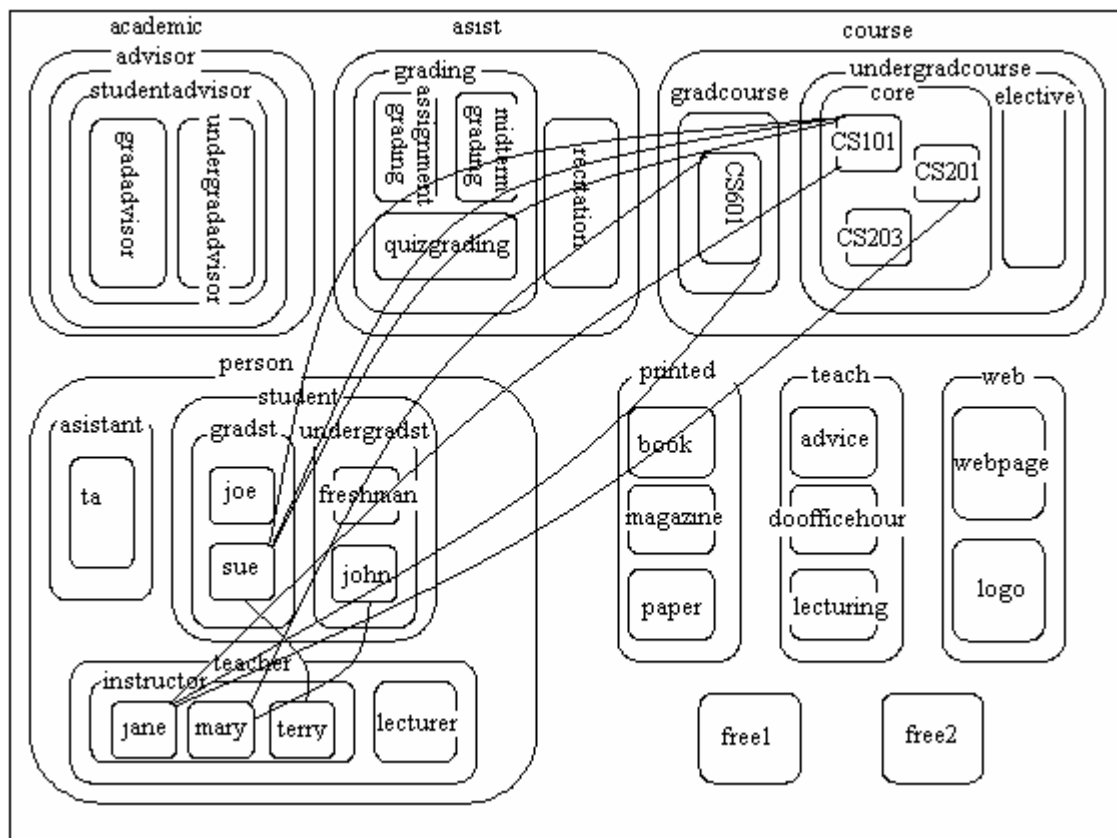 academic
asist
course
advisor
grading
undergradcourse
studentadvisor
gradcourse
core
elective
gradadvisor
undergradadvisor
assignment
grading
midterm
grading
recitation
quizgrading
CS601
CS101
CS201
CS203
person
printed
teach
web
student
asistant
gradst
undergradst
ta
joe
freshman
sue
john
book
advice
webpage
magazine
doofficehour
paper
lecturing
logo
teacher
instructor
jane
mary
terry
lecturer
free1
free2